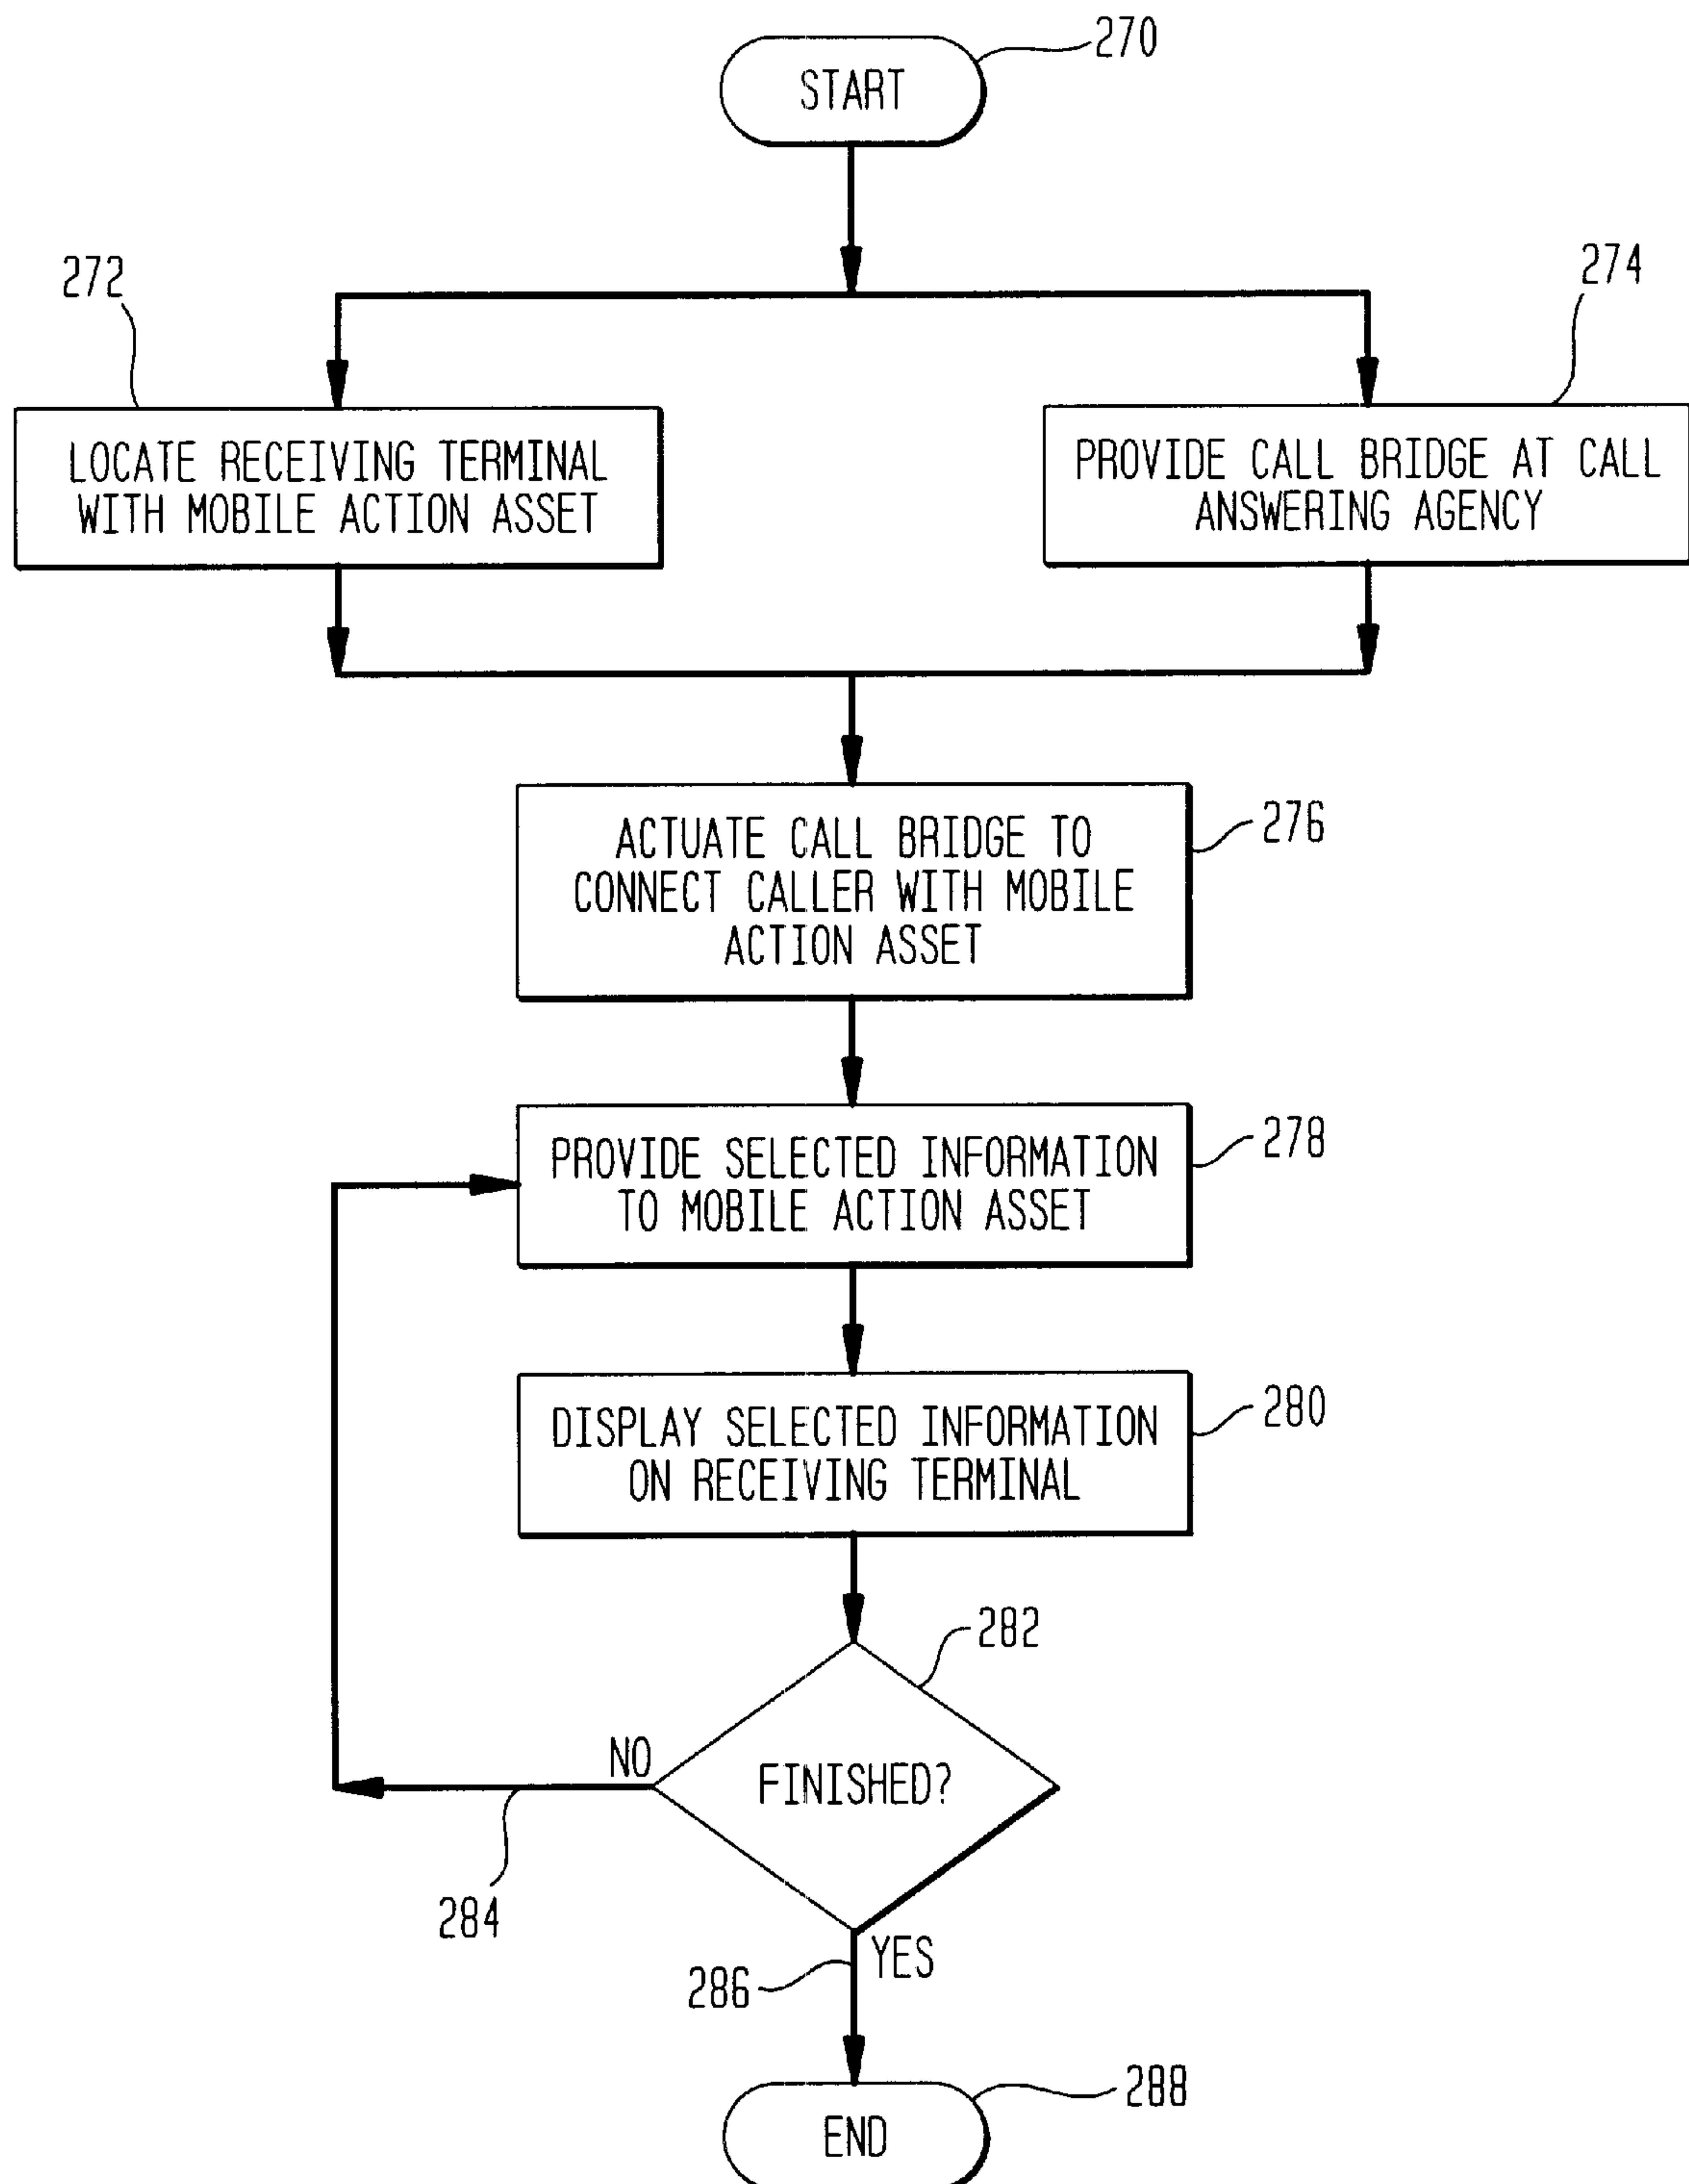 270
START
272
274
LOCATE RECEIVING TERMINAL
WITH MOBILE ACTION ASSET
PROVIDE CALL BRIDGE AT CALL
ANSWERING AGENCY
ACTUATE CALL BRIDGE TO
CONNECT CALLER WITH MOBILE
ACTION ASSET
276
PROVIDE SELECTED INFORMATION
TO MOBILE ACTION ASSET
278
DISPLAY SELECTED INFORMATION
ON RECEIVING TERMINAL
280
282
NO
FINISHED?
284
YES
286
288
END